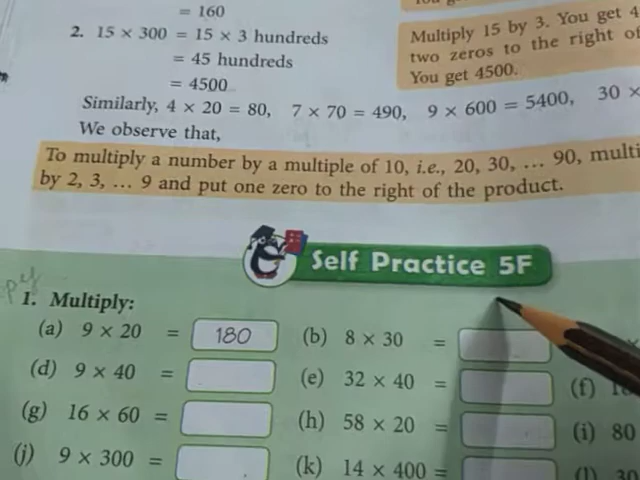 = 160
2. 15 × 300 = 15 × 3 hundreds
= 45 hundreds
= 4500
Multiply 15 by 3. You get 4
two zeros to the right of
You get 4500.
Similarly, 4 × 20 = 80, 7 × 70 = 490, 9 × 600 = 5400, 30 ×
We observe that,
To multiply a number by a multiple of 10, i.e., 20, 30, ... 90, multi
by 2, 3, ... 9 and put one zero to the right of the product.
Self Practice 5F
1. Multiply:
(a) 9 × 20 = 180 (b) 8 × 30 =
(d) 9 × 40 = (e) 32 × 40 = (f)
(g) 16 × 60 = (h) 58 × 20 = (i) 80
(j) 9 × 300 = (k) 14 × 400 = (l) 30